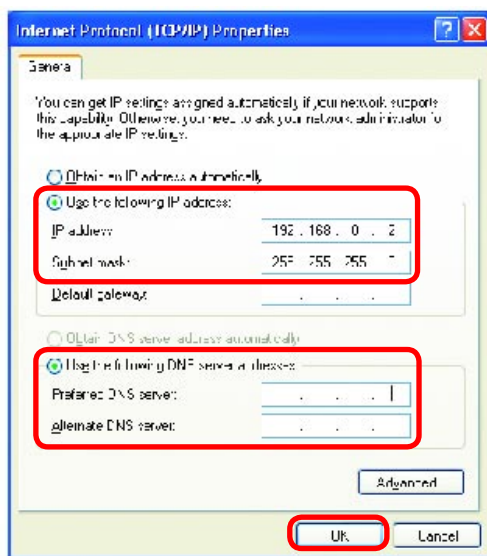 Internet Protocol (TCP/IP) Properties
General
You can get IP settings assigned automatically if your network supports
this capability. Otherwise, you need to ask your network administrator for
the appropriate IP settings.
Obtain an IP address automatically
Use the following IP address:
IP address: 192 . 168 . 0 . 2
Subnet mask: 255 . 255 . 255 .
Default gateway: . . .
Obtain DNS server address automatically
Use the following DNS server addresses:
Preferred DNS server: . . .
Alternate DNS server: . . .
Advanced
OK
Cancel